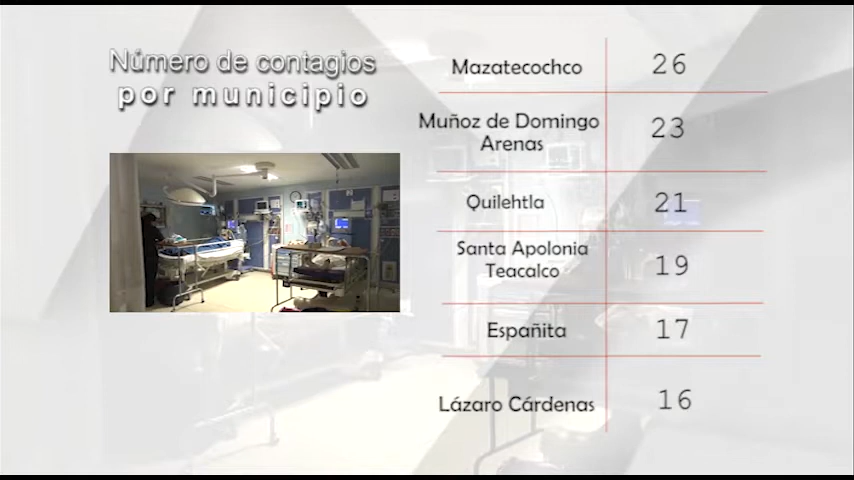 Número de contagios
por municipio
Mazatecochco 26
Muñoz de Domingo
Arenas 23
Quilehtla 21
Santa Apolonia
Teacalco 19
Españita 17
Lázaro Cárdenas 16